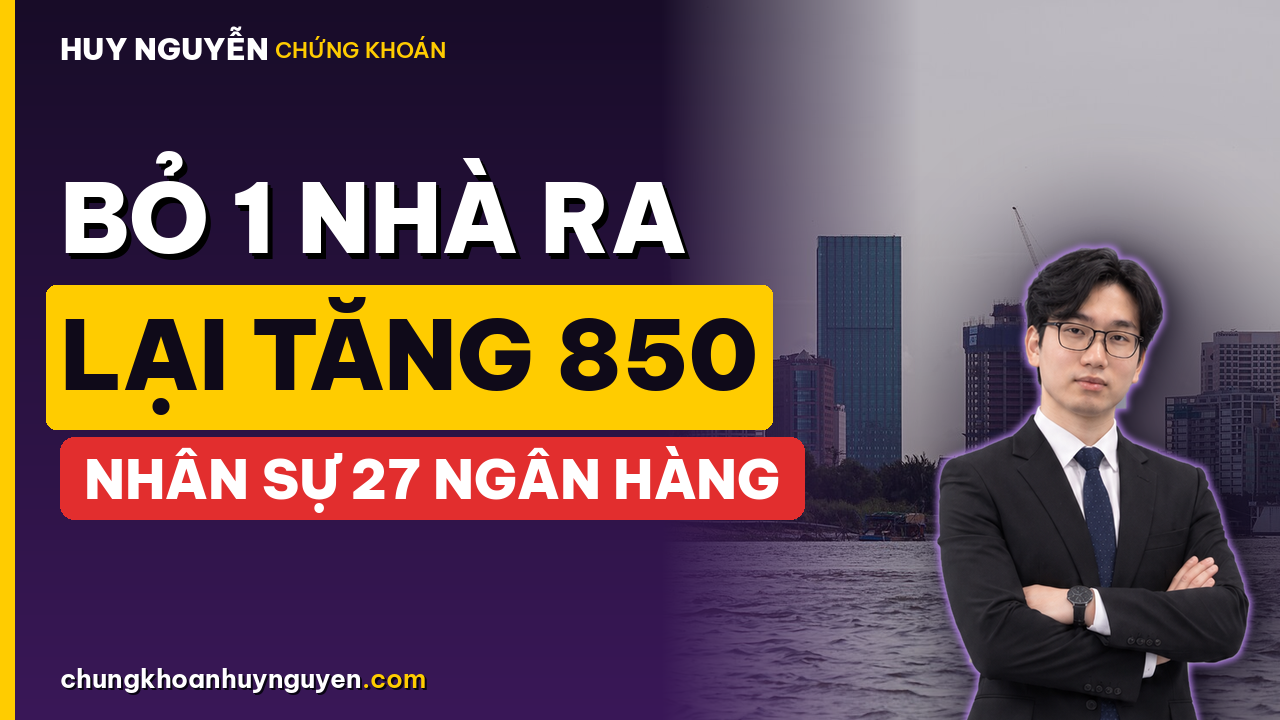 HUY NGUYỄN CHỨNG KHOÁN
BỎ 1 NHÀ RA
LẠI TĂNG 850
NHÂN SỰ 27 NGÂN HÀNG
chungkhoanhuynguyen.com